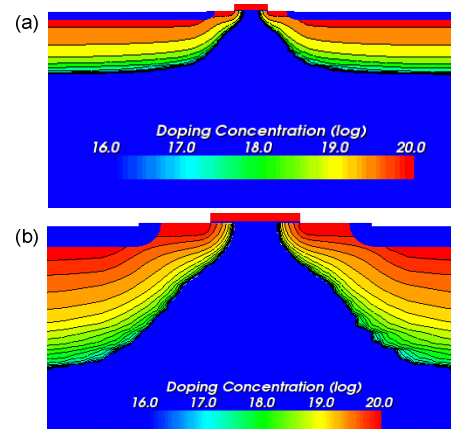 (a)
Doping Concentration (log)
16.0 17.0 18.0 19.0 20.0
(b)
Doping Concentration (log)
16.0 17.0 18.0 19.0 20.0